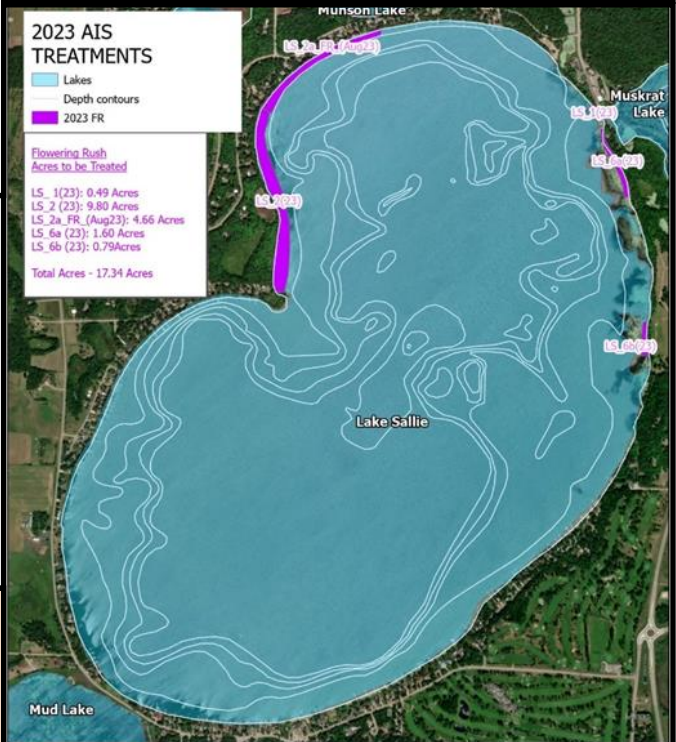 Munson Lake
2023 AIS
TREATMENTS
Lakes
Depth contours
2023 FR
Flowering Rush
Acres to be Treated
LS_ 1(23): 0.49 Acres
LS_2 (23): 9.80 Acres
LS_2a_FR_(Aug23): 4.66 Acres
LS_6a (23): 1.60 Acres
LS_6b (23): 0.79Acres
Total Acres - 17.34 Acres
LS_2a_FR_(Aug23)
Muskrat
Lake
LS_1(23)
LS_6a(23)
LS_2(23)
LS_6b(23)
Lake Sallie
Mud Lake